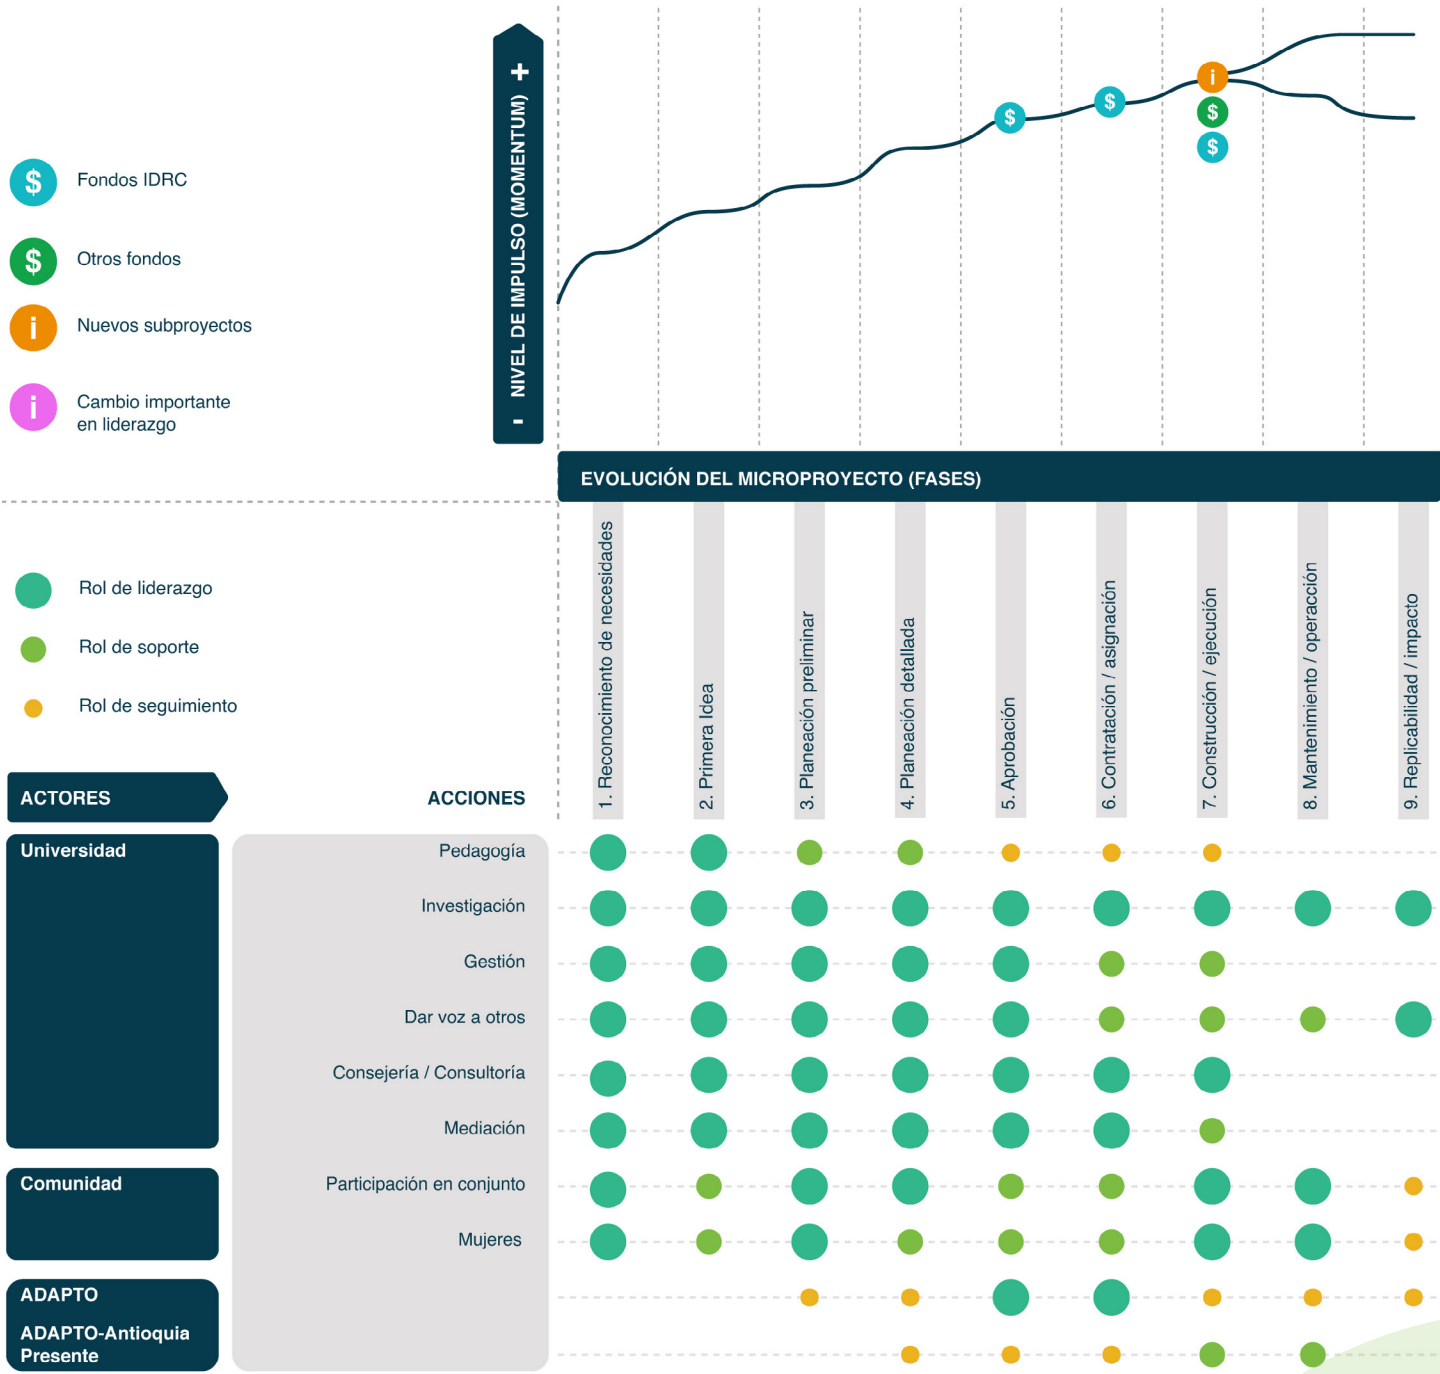 +
NIVEL DE IMPULSO (MOMENTUM)
-
$
$
i
$
$
$ Fondos IDRC
$ Otros fondos
i Nuevos subproyectos
i Cambio importante
en liderazgo
EVOLUCIÓN DEL MICROPROYECTO (FASES)
Rol de liderazgo
Rol de soporte
Rol de seguimiento
1. Reconocimiento de necesidades
2. Primera Idea
3. Planeación preliminar
4. Planeación detallada
5. Aprobación
6. Contratación / asignación
7. Construcción / ejecución
8. Mantenimiento / operacción
9. Replicabilidad / impacto
ACTORES
ACCIONES
Universidad
Pedagogía
Investigación
Gestión
Dar voz a otros
Consejería / Consultoría
Mediación
Comunidad
Participación en conjunto
Mujeres
ADAPTO
ADAPTO-Antioquia
Presente